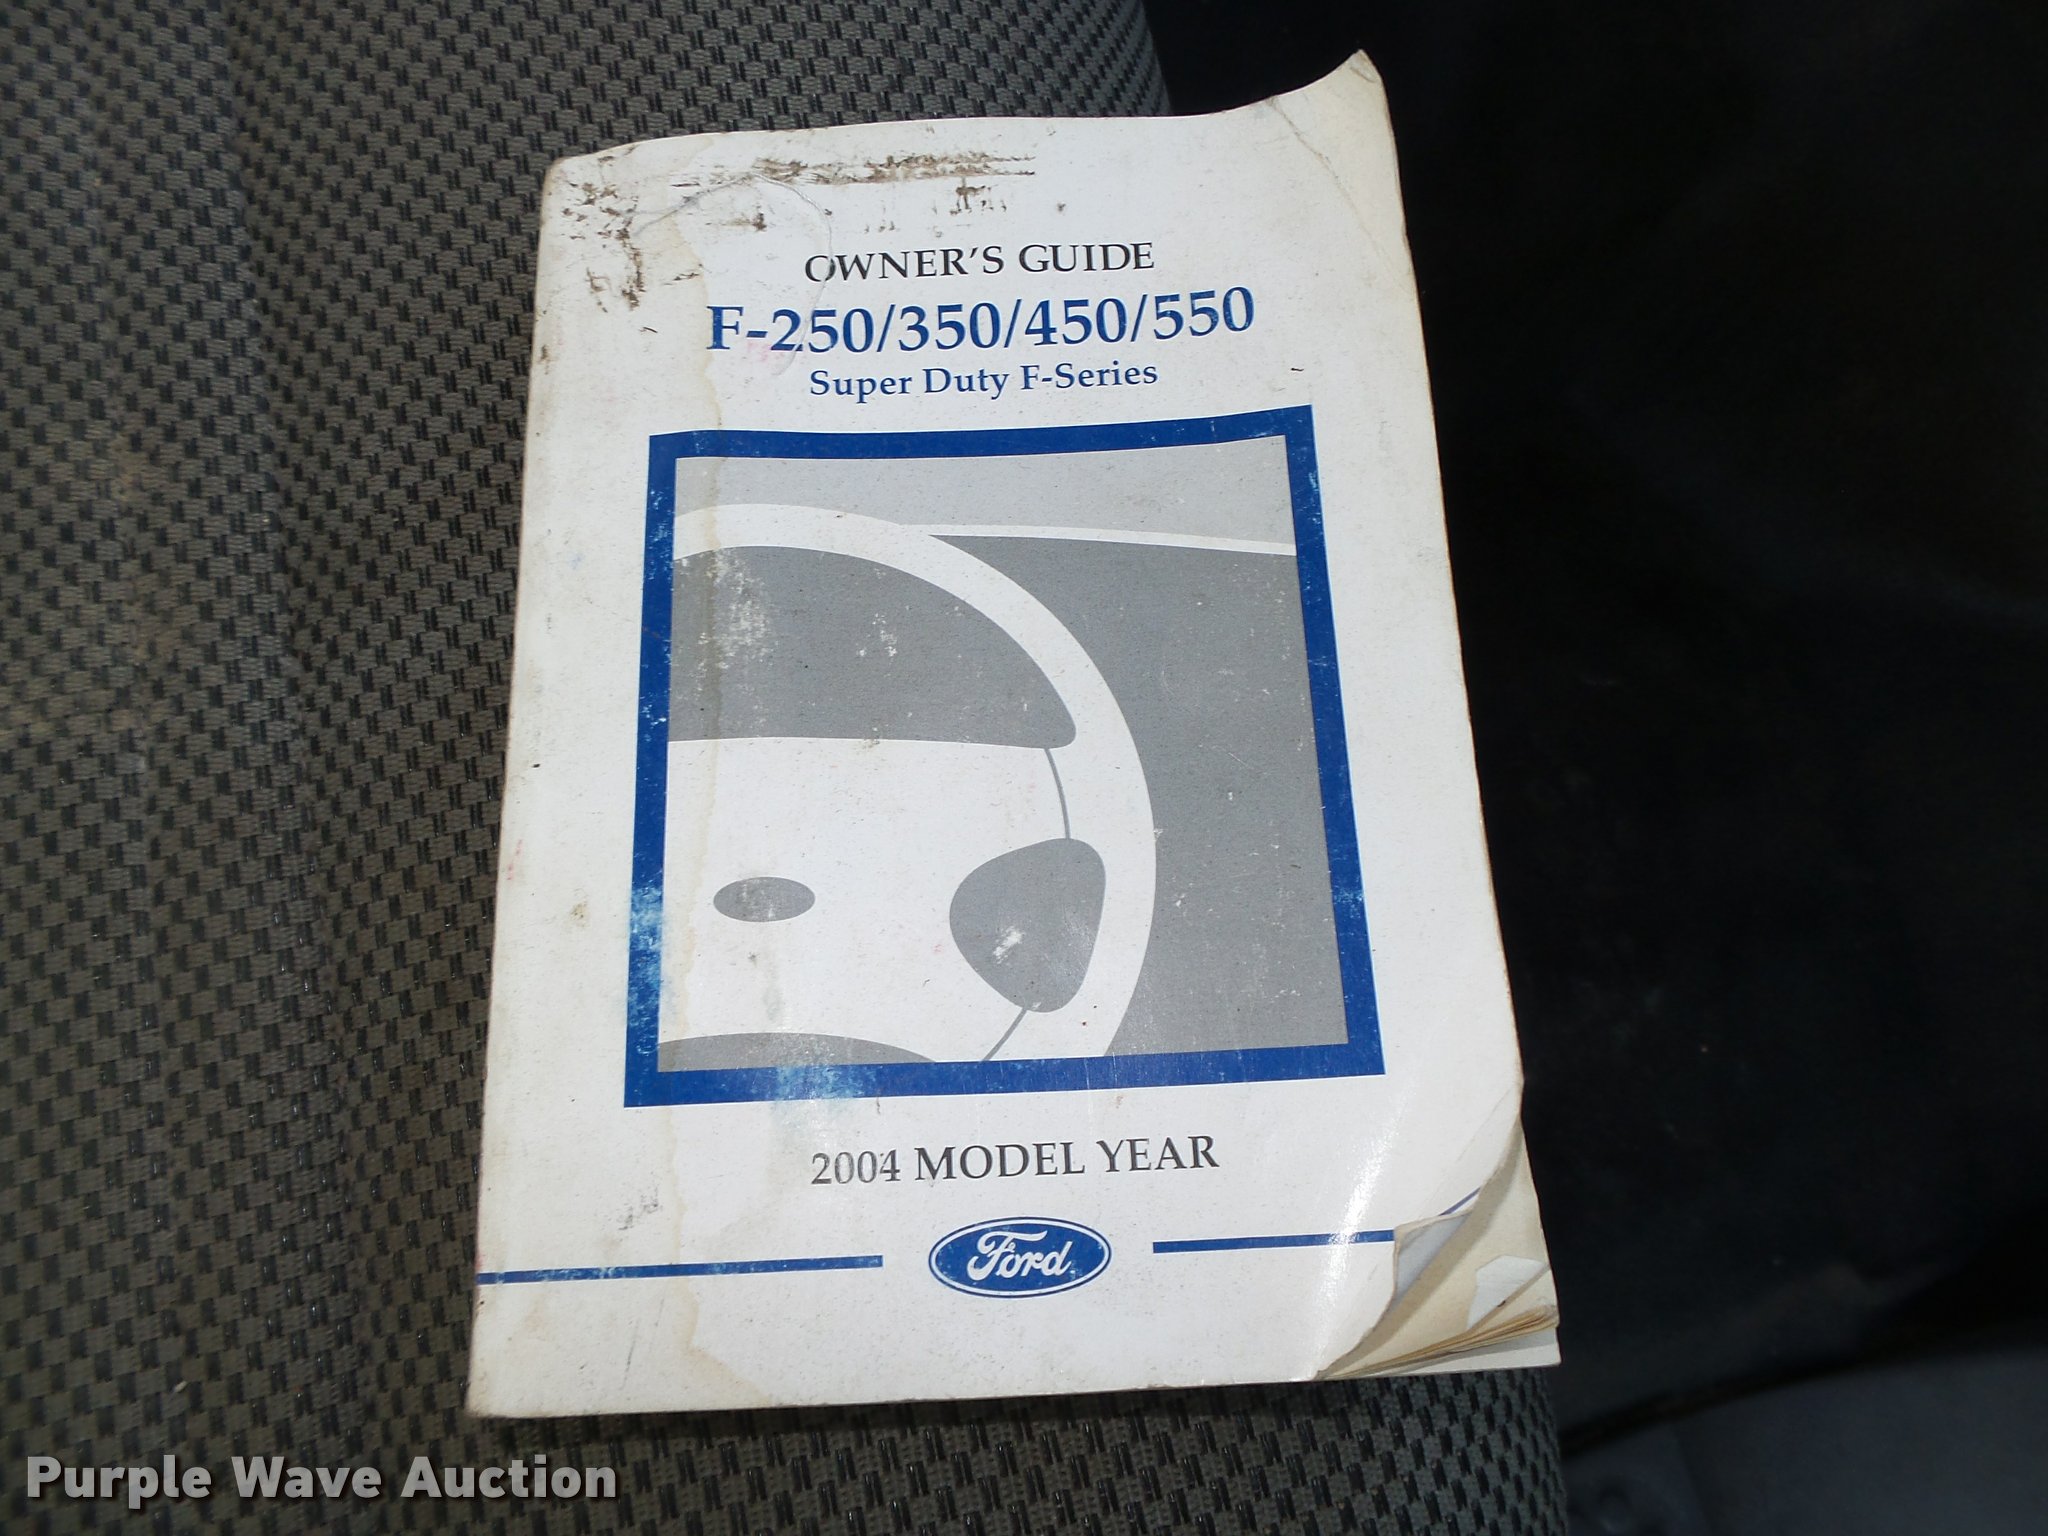 OWNER'S GUIDE
F-250/350/450/550
Super Duty F-Series
2004 MODEL YEAR
Ford
Purple Wave Auction